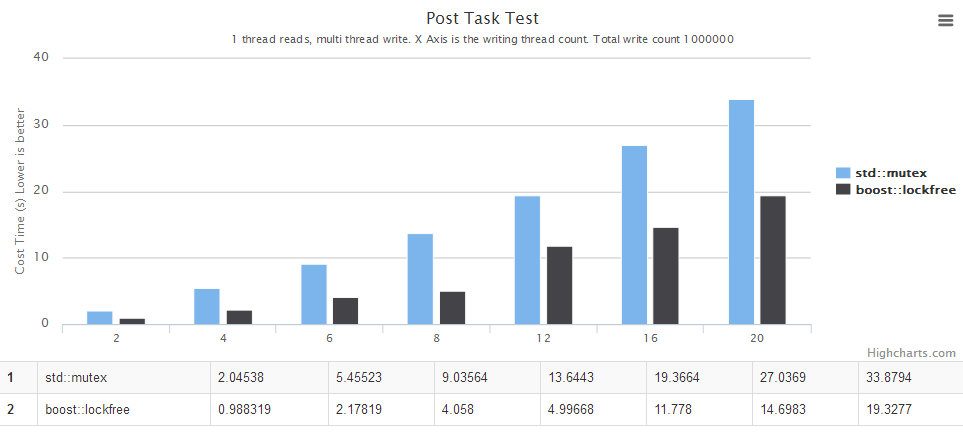 Post Task Test
1 thread reads, multi thread write. X Axis is the writing thread count. Total write count 1000000
Cost Time (s) Lower is better
40
30
20
10
0
2 4 6 8 12 16 20
std::mutex
boost::lockfree
Highcharts.com
1 std::mutex 2.04538 5.45523 9.03564 13.6443 19.3664 27.0369 33.8794
2 boost::lockfree 0.988319 2.17819 4.058 4.99668 11.778 14.6983 19.3277